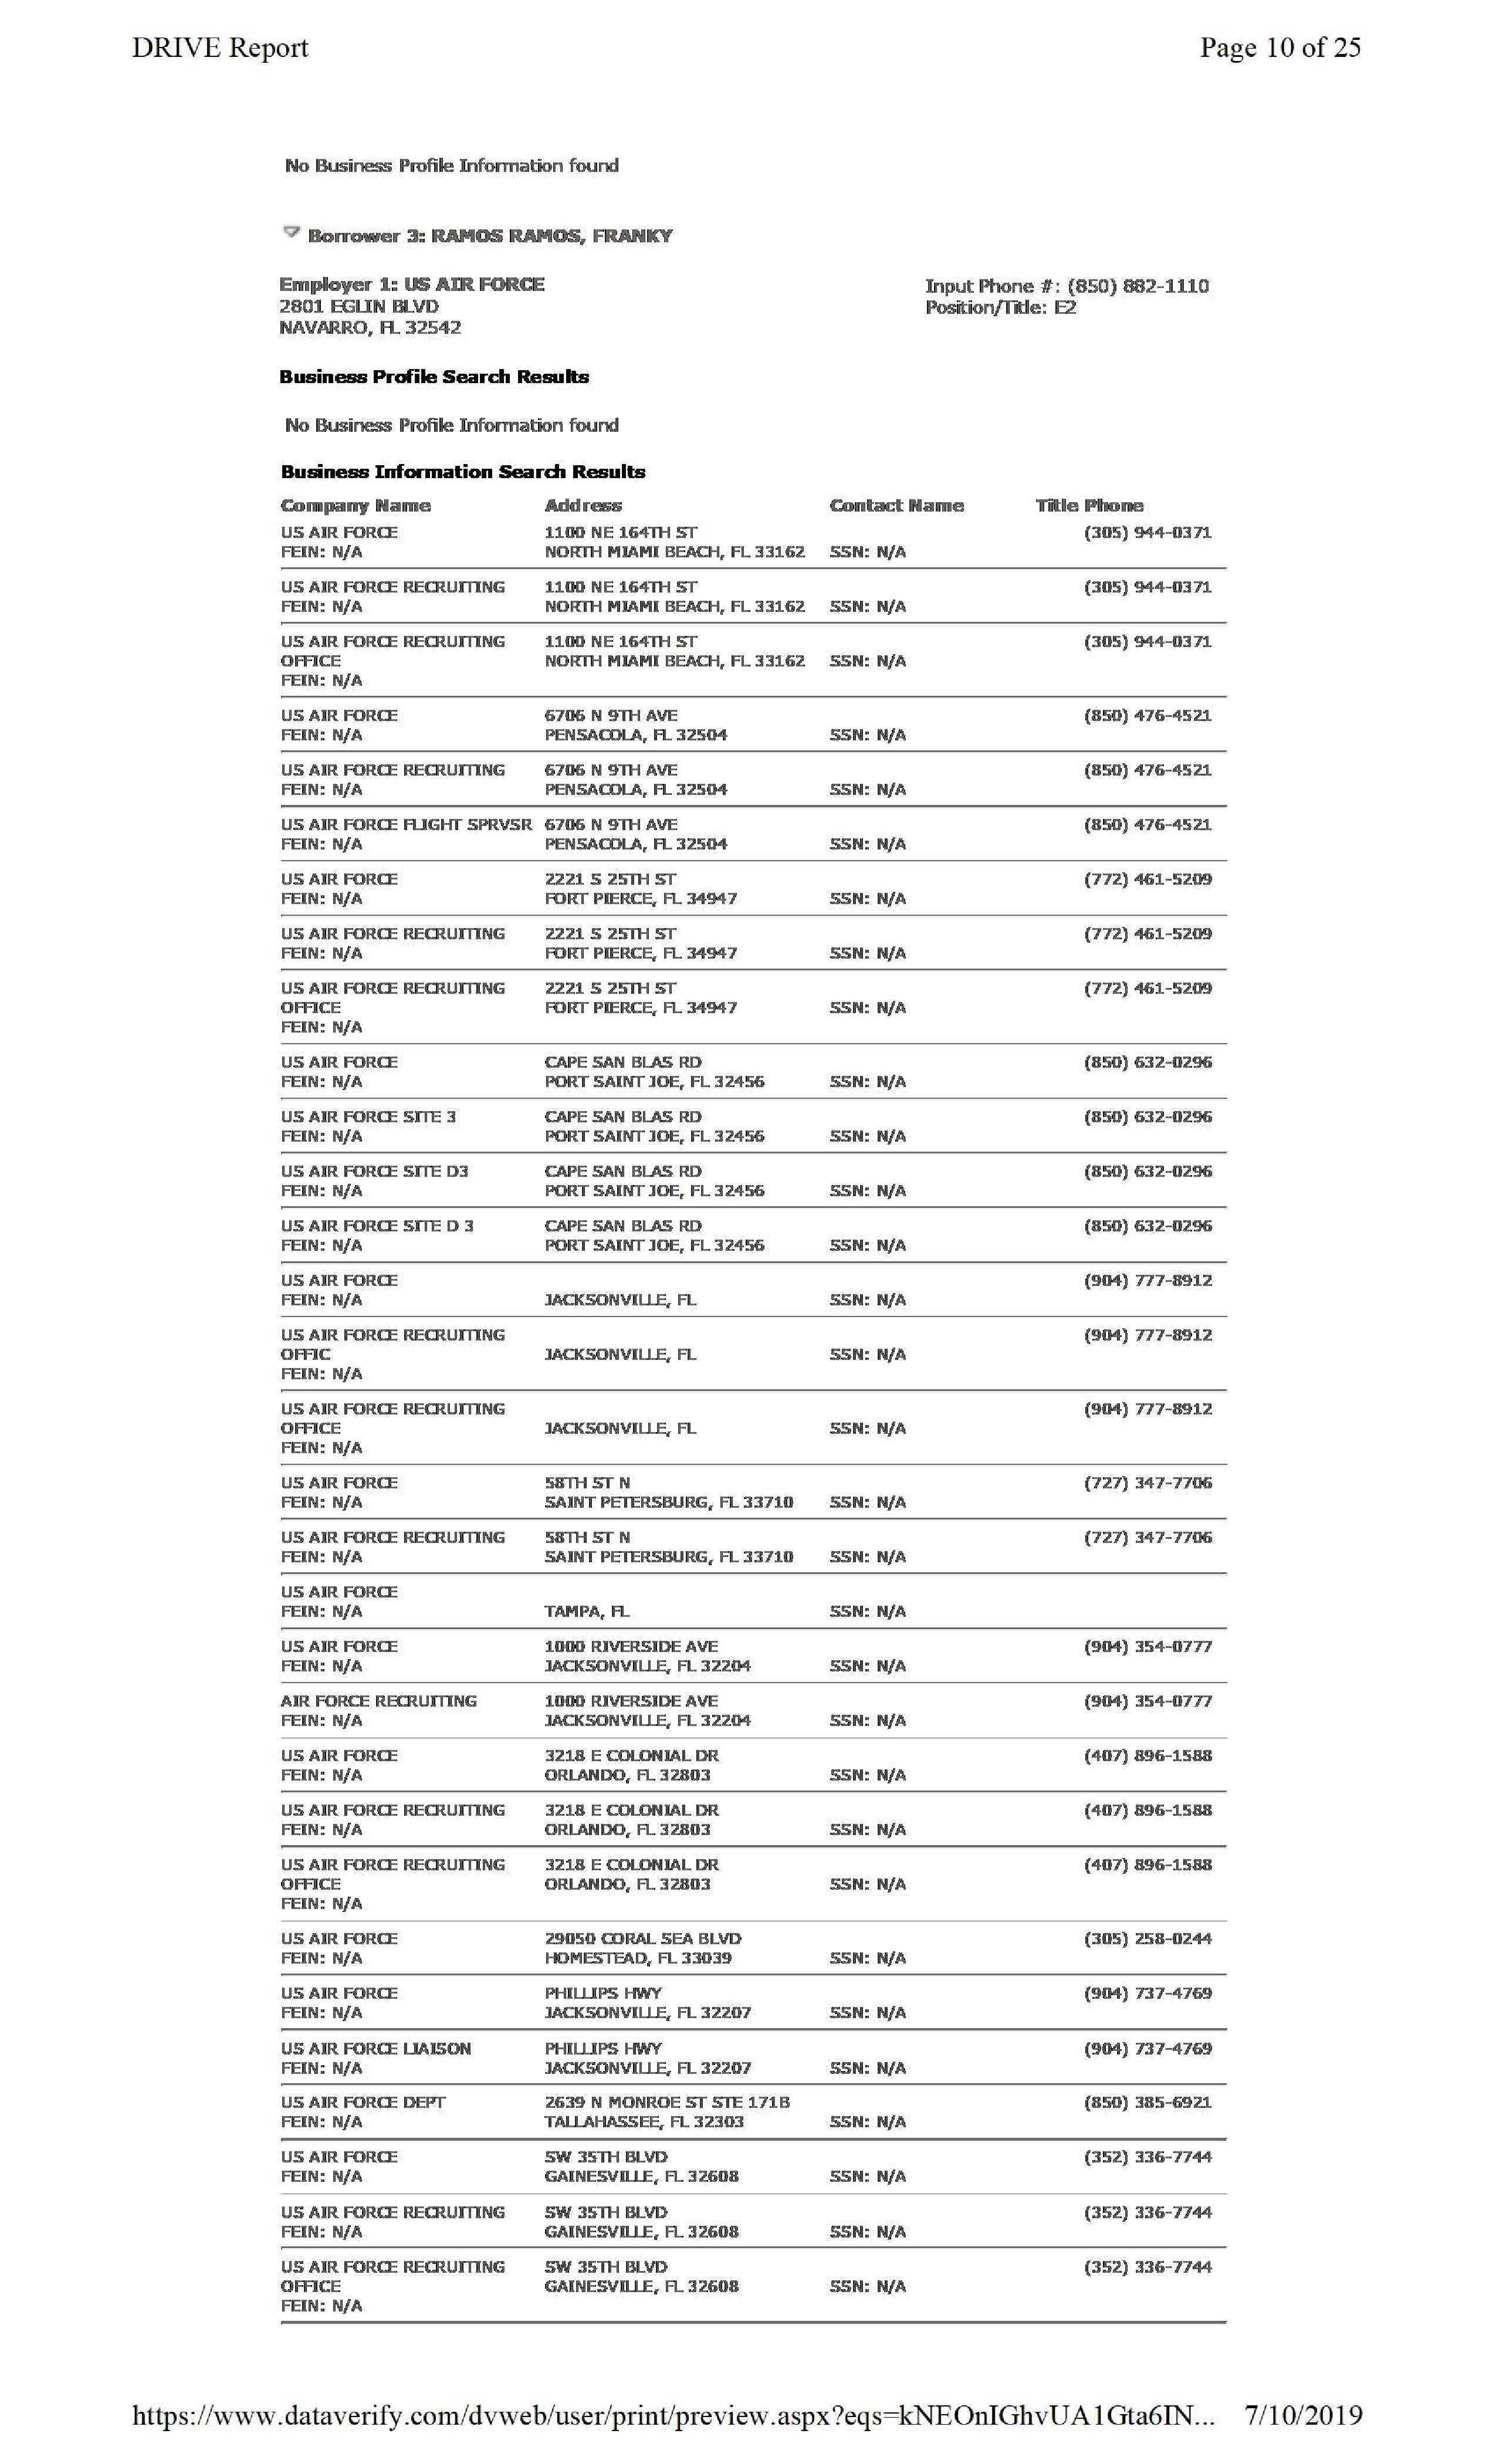 DRIVE Report Page 10 of 25
No Business Profile Information found
Borrower 3: RAMOS RAMOS, FRANKY
Employer 1: US AIR FORCE Input Phone #: (850) 882-1110
2801 EGLIN BLVD Position/Title: E2
NAVARRO, FL 32542
Business Profile Search Results
No Business Profile Information found
Business Information Search Results
Company Name Address Contact Name Title Phone
US AIR FORCE 1100 NE 164TH ST (305) 944-0371
FEIN: N/A NORTH MIAMI BEACH, FL 33162 SSN: N/A
US AIR FORCE RECRUITING 1100 NE 164TH ST (305) 944-0371
FEIN: N/A NORTH MIAMI BEACH, FL 33162 SSN: N/A
US AIR FORCE RECRUITING 1100 NE 164TH ST (305) 944-0371
OFFICE NORTH MIAMI BEACH, FL 33162 SSN: N/A
FEIN: N/A
US AIR FORCE 6706 N 9TH AVE (850) 476-4521
FEIN: N/A PENSACOLA, FL 32504 SSN: N/A
US AIR FORCE RECRUITING 6706 N 9TH AVE (850) 476-4521
FEIN: N/A PENSACOLA, FL 32504 SSN: N/A
US AIR FORCE FLIGHT SPRVSR 6706 N 9TH AVE (850) 476-4521
FEIN: N/A PENSACOLA, FL 32504 SSN: N/A
US AIR FORCE 2221 S 25TH ST (772) 461-5209
FEIN: N/A FORT PIERCE, FL 34947 SSN: N/A
US AIR FORCE RECRUITING 2221 S 25TH ST (772) 461-5209
FEIN: N/A FORT PIERCE, FL 34947 SSN: N/A
US AIR FORCE RECRUITING 2221 S 25TH ST (772) 461-5209
OFFICE FORT PIERCE, FL 34947 SSN: N/A
FEIN: N/A
US AIR FORCE CAPE SAN BLAS RD (850) 632-0296
FEIN: N/A PORT SAINT JOE, FL 32456 SSN: N/A
US AIR FORCE SITE 3 CAPE SAN BLAS RD (850) 632-0296
FEIN: N/A PORT SAINT JOE, FL 32456 SSN: N/A
US AIR FORCE SITE D3 CAPE SAN BLAS RD (850) 632-0296
FEIN: N/A PORT SAINT JOE, FL 32456 SSN: N/A
US AIR FORCE SITE D 3 CAPE SAN BLAS RD (850) 632-0296
FEIN: N/A PORT SAINT JOE, FL 32456 SSN: N/A
US AIR FORCE (904) 777-8912
FEIN: N/A JACKSONVILLE, FL SSN: N/A
US AIR FORCE RECRUITING (904) 777-8912
OFFIC JACKSONVILLE, FL SSN: N/A
FEIN: N/A
US AIR FORCE RECRUITING (904) 777-8912
OFFICE JACKSONVILLE, FL SSN: N/A
FEIN: N/A
US AIR FORCE 58TH ST N (727) 347-7706
FEIN: N/A SAINT PETERSBURG, FL 33710 SSN: N/A
US AIR FORCE RECRUITING 58TH ST N (727) 347-7706
FEIN: N/A SAINT PETERSBURG, FL 33710 SSN: N/A
US AIR FORCE
FEIN: N/A TAMPA, FL SSN: N/A
US AIR FORCE 1000 RIVERSIDE AVE (904) 354-0777
FEIN: N/A JACKSONVILLE, FL 32204 SSN: N/A
AIR FORCE RECRUITING 1000 RIVERSIDE AVE (904) 354-0777
FEIN: N/A JACKSONVILLE, FL 32204 SSN: N/A
US AIR FORCE 3218 E COLONIAL DR (407) 896-1588
FEIN: N/A ORLANDO, FL 32803 SSN: N/A
US AIR FORCE RECRUITING 3218 E COLONIAL DR (407) 896-1588
FEIN: N/A ORLANDO, FL 32803 SSN: N/A
US AIR FORCE RECRUITING 3218 E COLONIAL DR (407) 896-1588
OFFICE ORLANDO, FL 32803 SSN: N/A
FEIN: N/A
US AIR FORCE 29050 CORAL SEA BLVD (305) 258-0244
FEIN: N/A HOMESTEAD, FL 33039 SSN: N/A
US AIR FORCE PHILLIPS HWY (904) 737-4769
FEIN: N/A JACKSONVILLE, FL 32207 SSN: N/A
US AIR FORCE LIAISON PHILLIPS HWY (904) 737-4769
FEIN: N/A JACKSONVILLE, FL 32207 SSN: N/A
US AIR FORCE DEPT 2639 N MONROE ST STE 171B (850) 385-6921
FEIN: N/A TALLAHASSEE, FL 32303 SSN: N/A
US AIR FORCE SW 35TH BLVD (352) 336-7744
FEIN: N/A GAINESVILLE, FL 32608 SSN: N/A
US AIR FORCE RECRUITING SW 35TH BLVD (352) 336-7744
FEIN: N/A GAINESVILLE, FL 32608 SSN: N/A
US AIR FORCE RECRUITING SW 35TH BLVD (352) 336-7744
OFFICE GAINESVILLE, FL 32608 SSN: N/A
FEIN: N/A
https://www.dataverify.com/dvweb/user/print/preview.aspx?eqs=kNEOnIGhvUA1Gta6IN... 7/10/2019